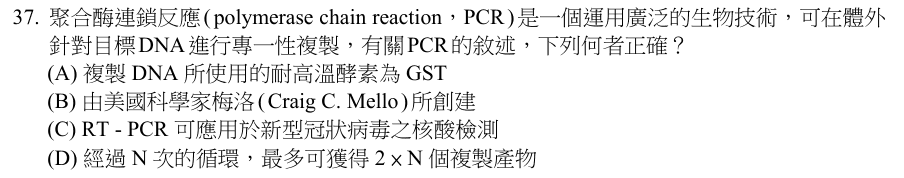 37. 聚合酶連鎖反應(polymerase chain reaction，PCR)是一個運用廣泛的生物技術，可在體外
針對目標DNA進行專一性複製，有關PCR的敘述，下列何者正確？
(A) 複製 DNA 所使用的耐高溫酵素為 GST
(B) 由美國科學家梅洛(Craig C. Mello)所創建
(C) RT - PCR 可應用於新型冠狀病毒之核酸檢測
(D) 經過 N 次的循環，最多可獲得 2 × N 個複製產物